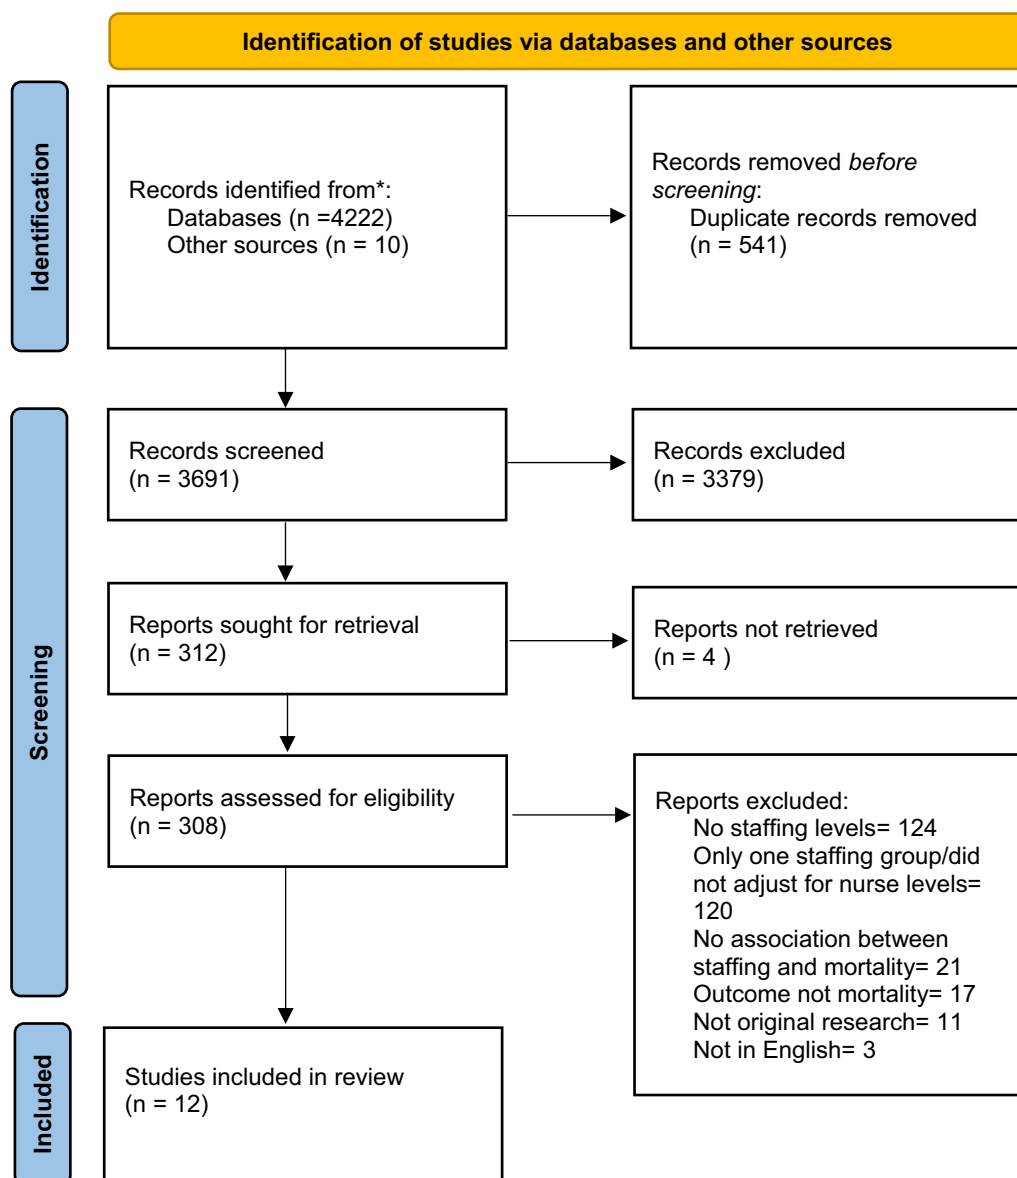 Identification of studies via databases and other sources
Identification
Records identified from*:
Databases (n =4222)
Other sources (n = 10)
Records removed before
screening:
Duplicate records removed
(n = 541)
Screening
Records screened
(n = 3691)
Records excluded
(n = 3379)
Reports sought for retrieval
(n = 312)
Reports not retrieved
(n = 4 )
Reports assessed for eligibility
(n = 308)
Reports excluded:
No staffing levels= 124
Only one staffing group/did
not adjust for nurse levels=
120
No association between
staffing and mortality= 21
Outcome not mortality= 17
Not original research= 11
Not in English= 3
Included
Studies included in review
(n = 12)